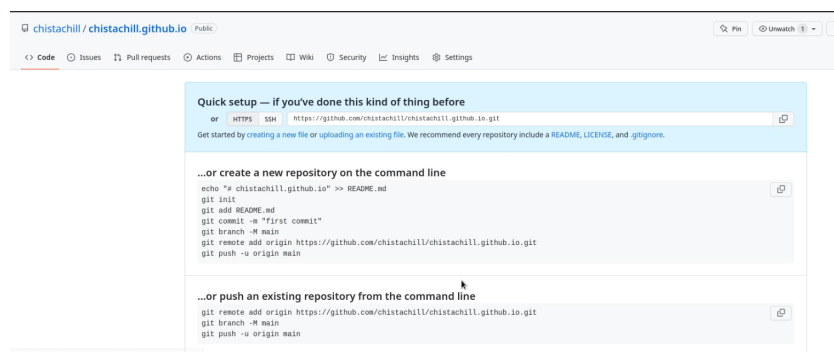 chistachill / chistachill.github.io Public
Pin Unwatch 1
Code Issues Pull requests Actions Projects Wiki Security Insights Settings
Quick setup — if you've done this kind of thing before
or HTTPS SSH https://github.com/chistachill/chistachill.github.io.git
Get started by creating a new file or uploading an existing file. We recommend every repository include a README, LICENSE, and .gitignore.
...or create a new repository on the command line
echo "# chistachill.github.io" >> README.md
git init
git add README.md
git commit -m "first commit"
git branch -M main
git remote add origin https://github.com/chistachill/chistachill.github.io.git
git push -u origin main
...or push an existing repository from the command line
git remote add origin https://github.com/chistachill/chistachill.github.io.git
git branch -M main
git push -u origin main